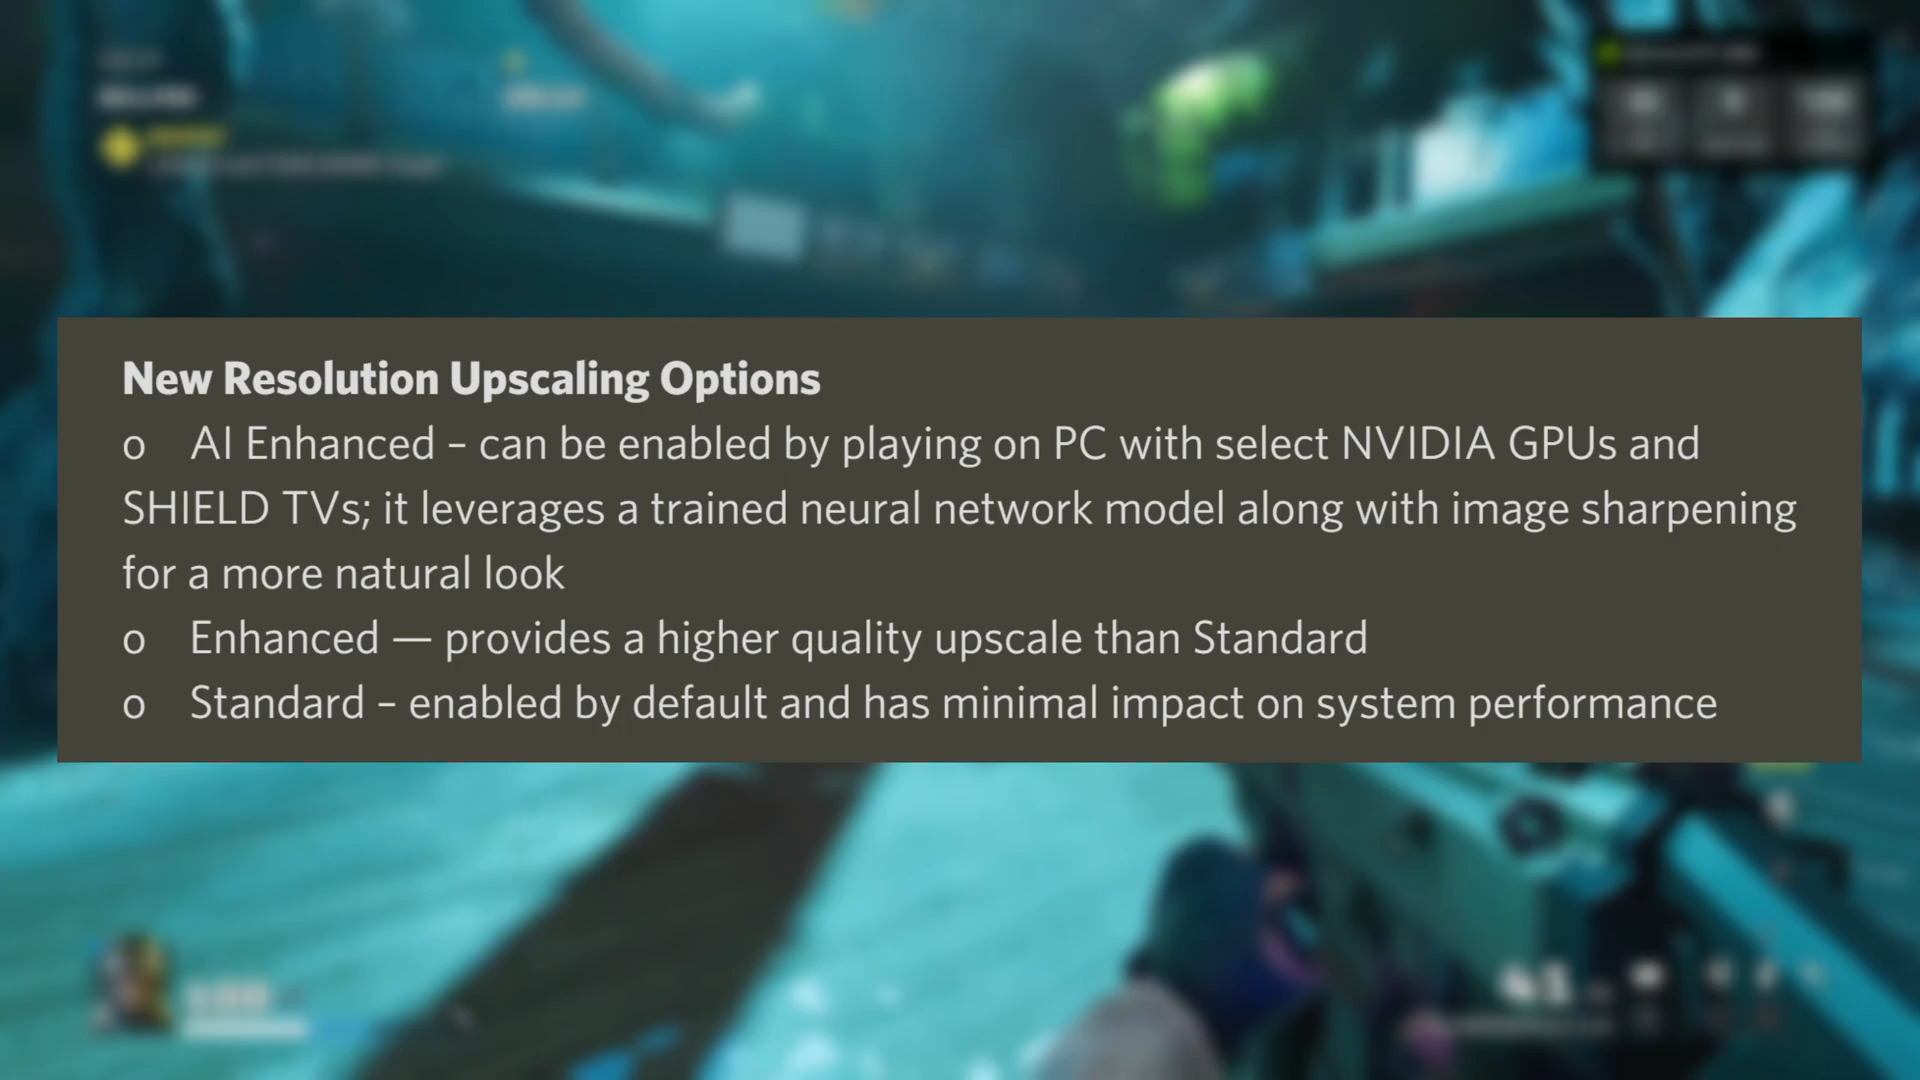 New Resolution Upscaling Options
o AI Enhanced – can be enabled by playing on PC with select NVIDIA GPUs and
SHIELD TVs; it leverages a trained neural network model along with image sharpening
for a more natural look
o Enhanced — provides a higher quality upscale than Standard
o Standard – enabled by default and has minimal impact on system performance